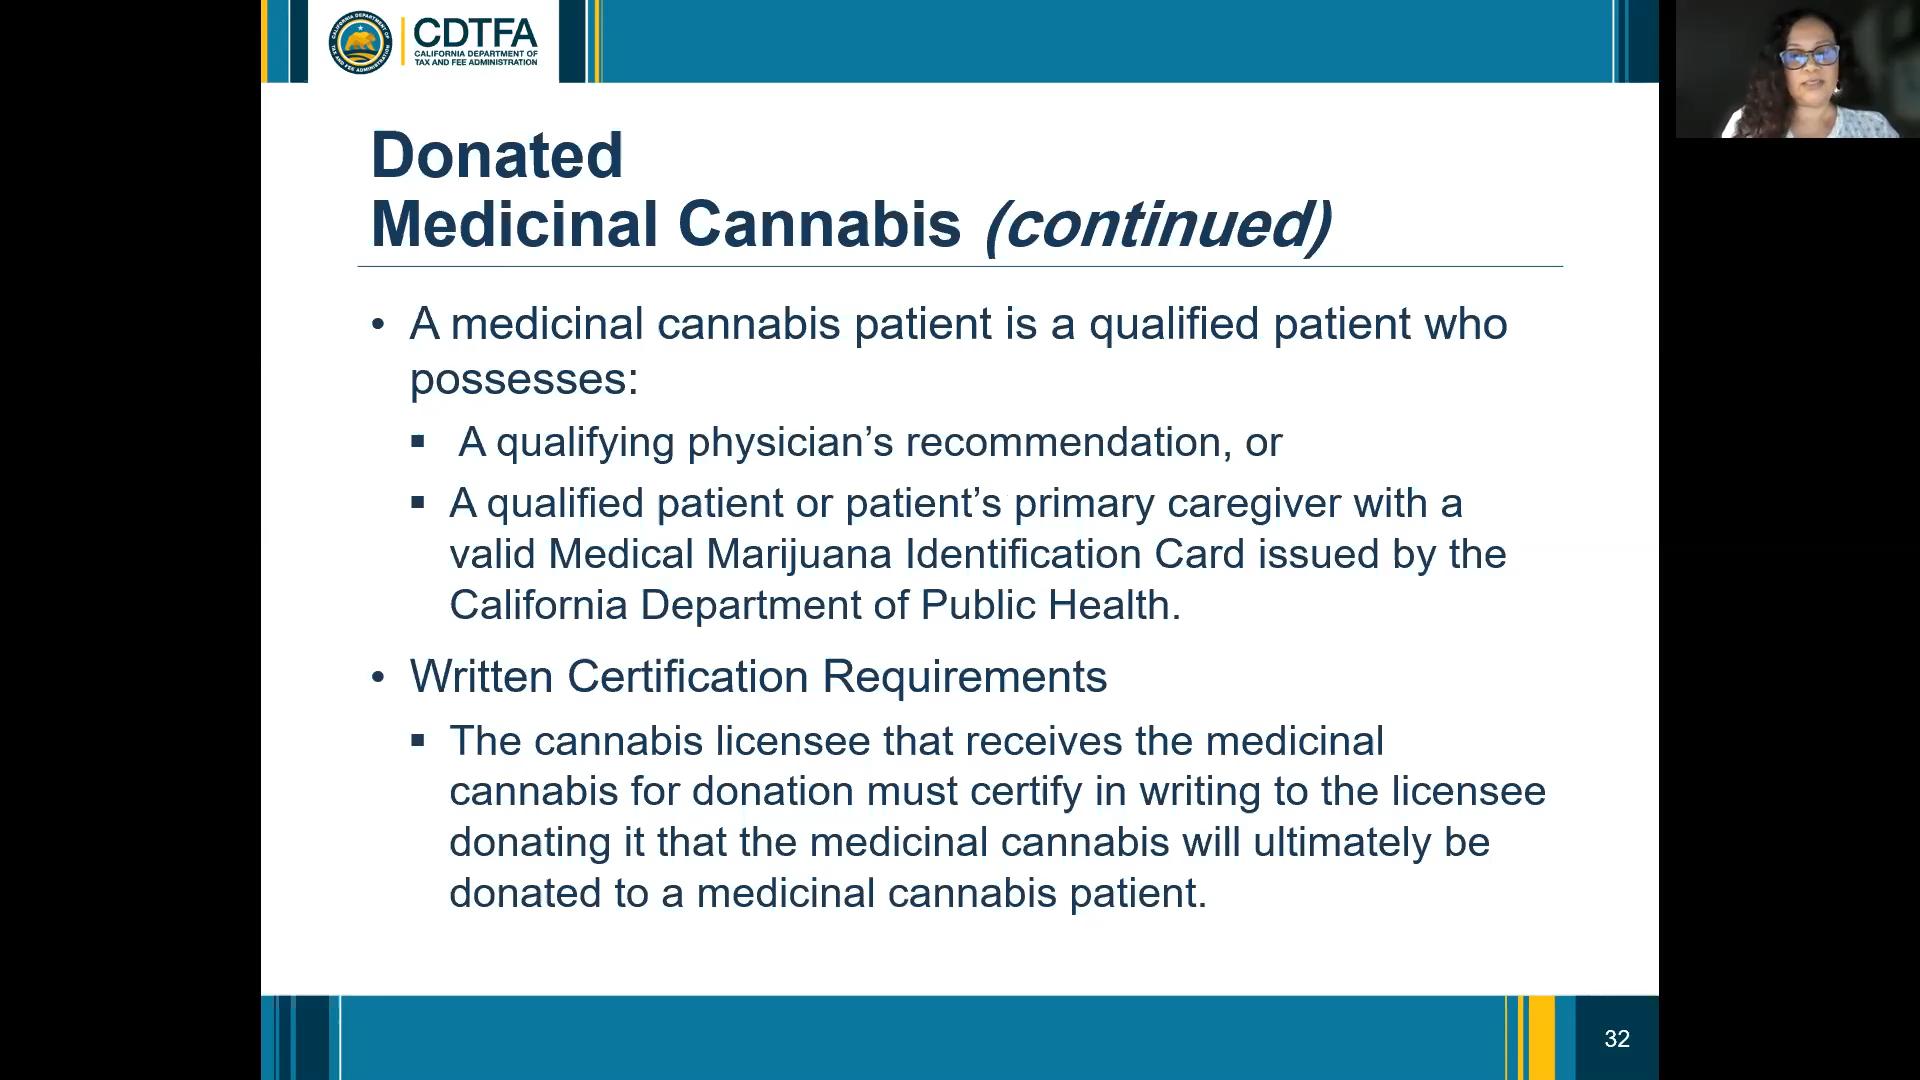 CDTFA
CALIFORNIA DEPARTMENT OF
TAX AND FEE ADMINISTRATION
Donated
Medicinal Cannabis (continued)
• A medicinal cannabis patient is a qualified patient who
possesses:
▪ A qualifying physician’s recommendation, or
▪ A qualified patient or patient’s primary caregiver with a
valid Medical Marijuana Identification Card issued by the
California Department of Public Health.
• Written Certification Requirements
▪ The cannabis licensee that receives the medicinal
cannabis for donation must certify in writing to the licensee
donating it that the medicinal cannabis will ultimately be
donated to a medicinal cannabis patient.
32